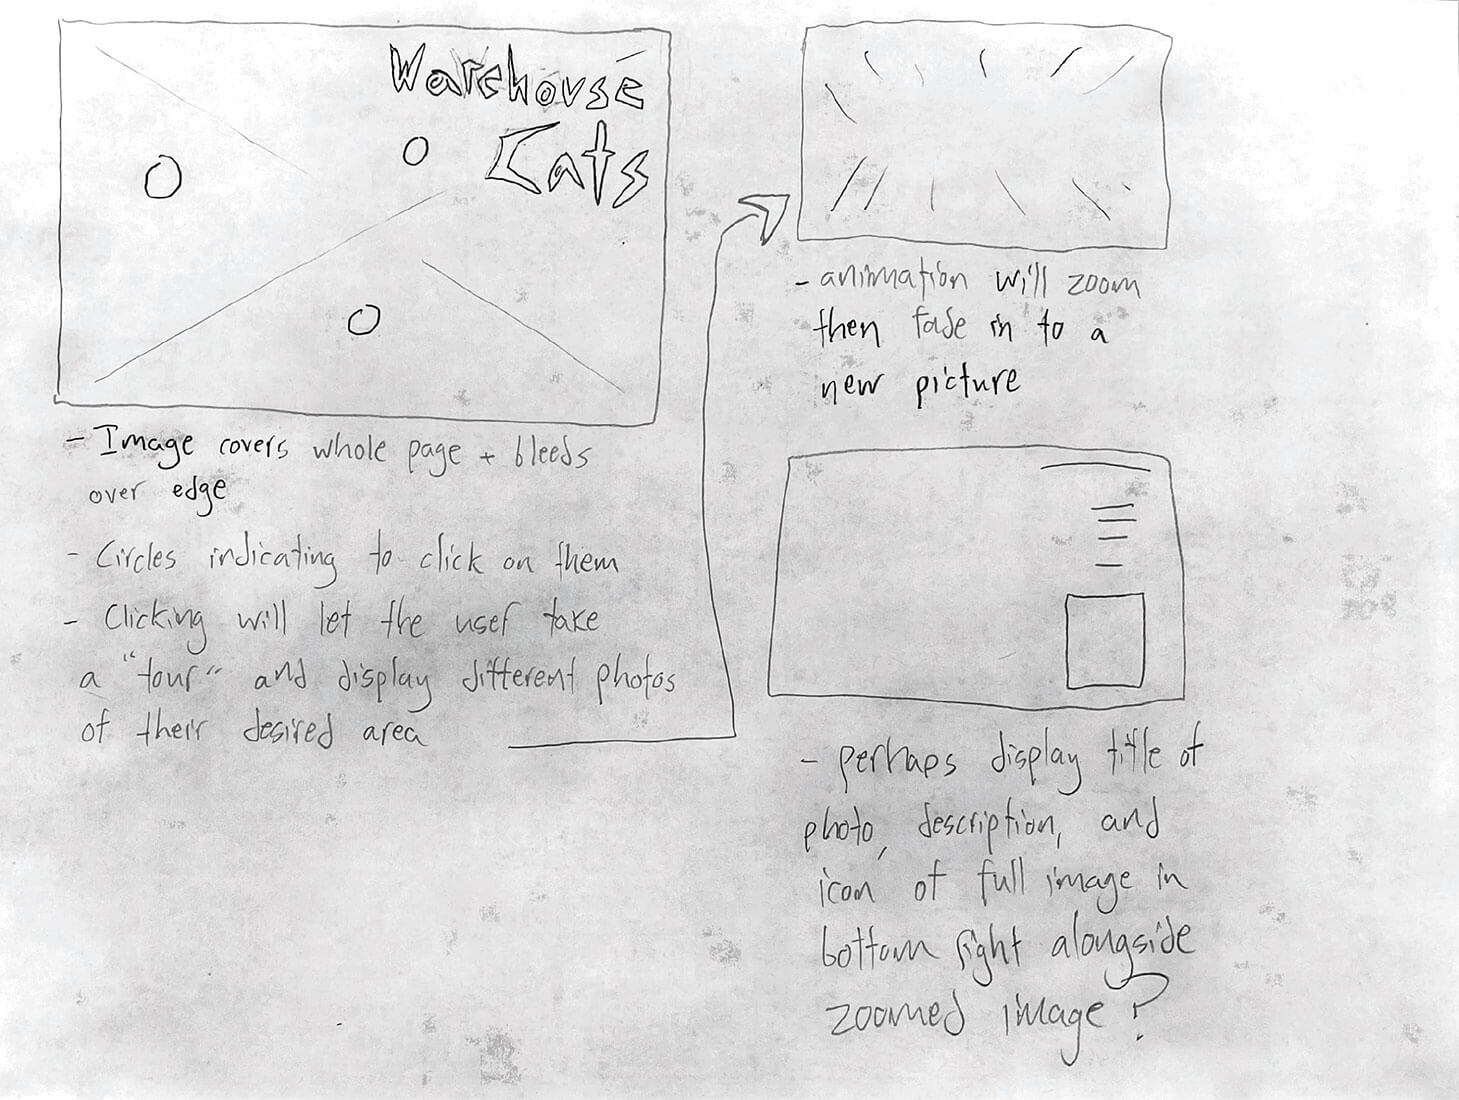 Warehouse
Cats
- Image covers whole page + bleeds
over edge
- Circles indicating to click on them
- Clicking will let the user take
a "tour" and display different photos
of their desired area
- animation will zoom
then fade in to a
new picture
- perhaps display title of
photo, description, and
icon of full image in
bottom right alongside
zoomed image ?